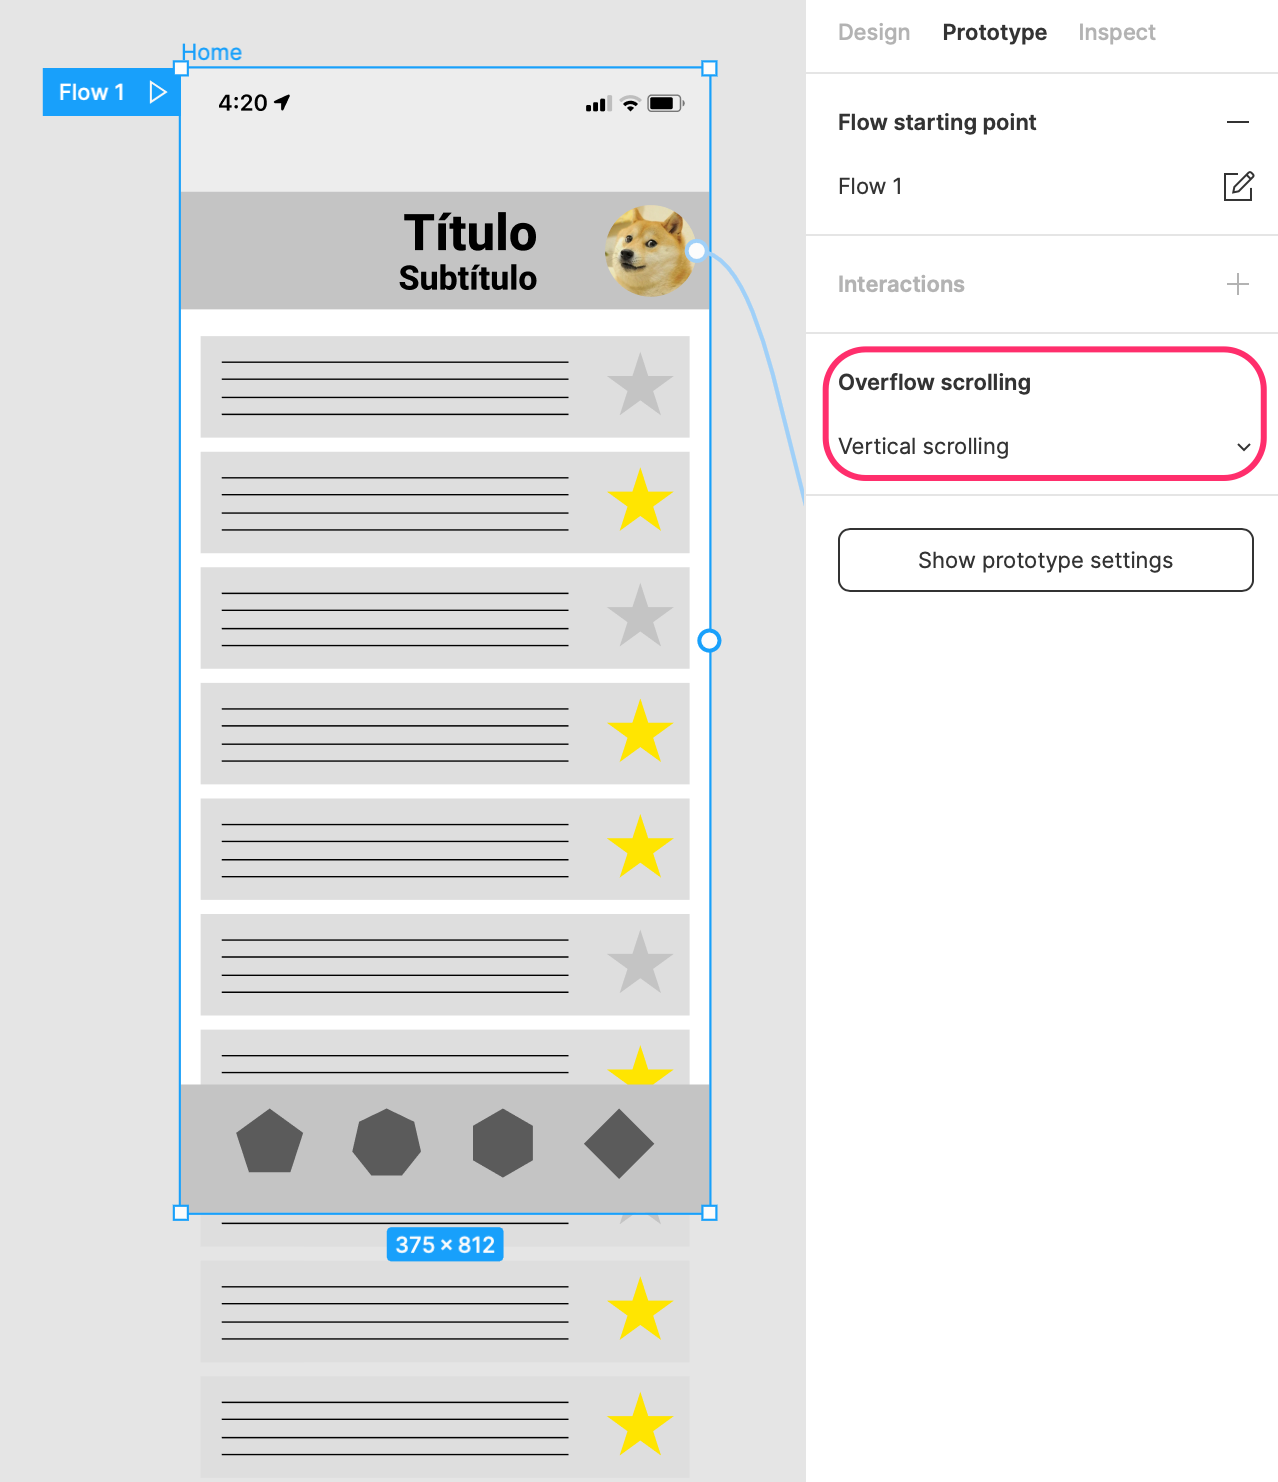 Home
Flow 1
4:20
Título
Subtítulo
375 × 812
Design Prototype Inspect
Flow starting point
Flow 1
Interactions
Overflow scrolling
Vertical scrolling
Show prototype settings